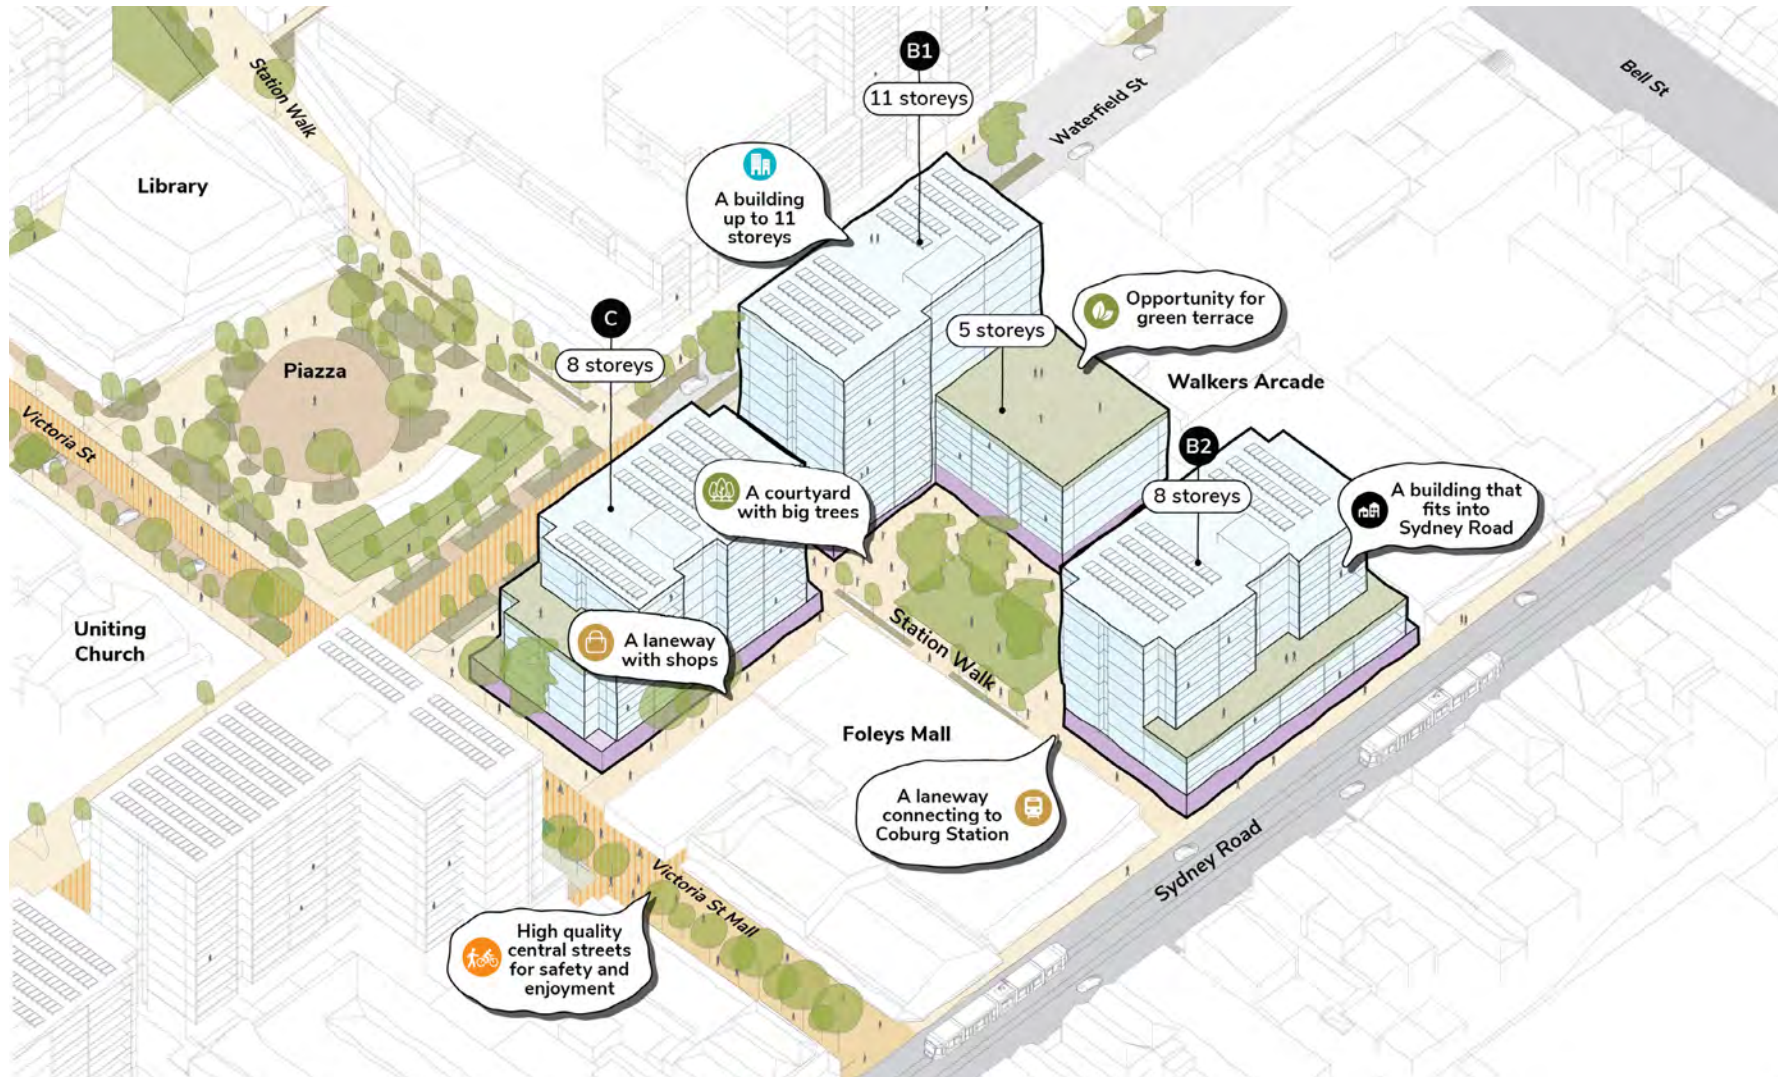 B1
11 storeys
Station Walk
Waterfield St
Bell St
Library
A building
up to 11
storeys
Opportunity for
green terrace
C
8 storeys
5 storeys
Piazza
Walkers Arcade
Victoria St
B2
8 storeys
A courtyard
with big trees
A building that
fits into
Sydney Road
Uniting
Church
A laneway
with shops
Station Walk
Foleys Mall
A laneway
connecting to
Coburg Station
Sydney Road
Victoria St Mall
High quality
central streets
for safety and
enjoyment